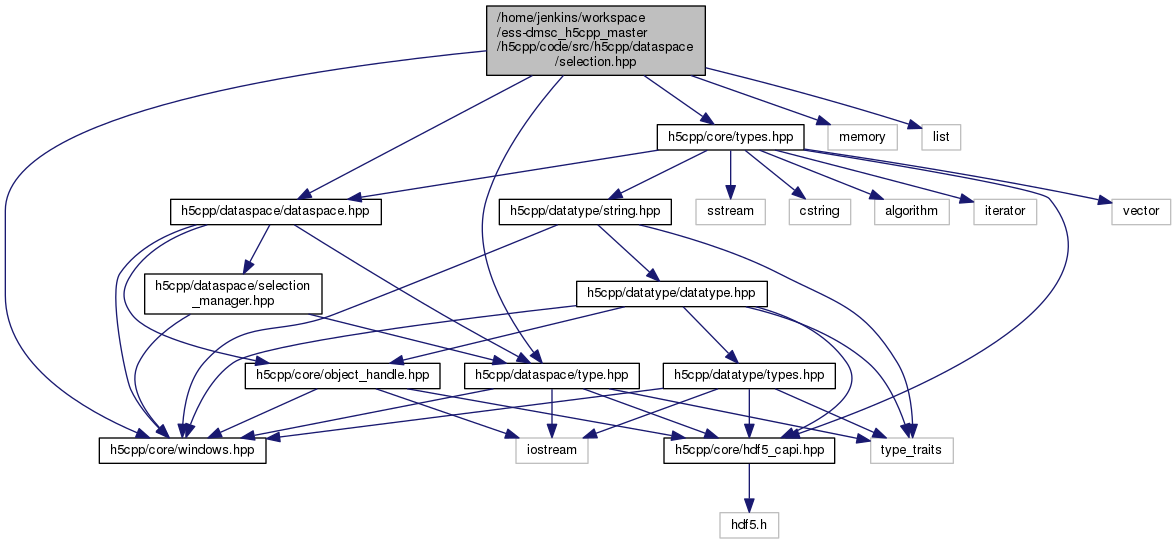 /home/jenkins/workspace
/ess-dmsc_h5cpp_master
/h5cpp/code/src/h5cpp/dataspace
/selection.hpp
h5cpp/core/types.hpp
memory
list
h5cpp/dataspace/dataspace.hpp
h5cpp/datatype/string.hpp
sstream
cstring
algorithm
iterator
vector
h5cpp/dataspace/selection
_manager.hpp
h5cpp/datatype/datatype.hpp
h5cpp/core/object_handle.hpp
h5cpp/dataspace/type.hpp
h5cpp/datatype/types.hpp
h5cpp/core/windows.hpp
iostream
h5cpp/core/hdf5_capi.hpp
type_traits
hdf5.h